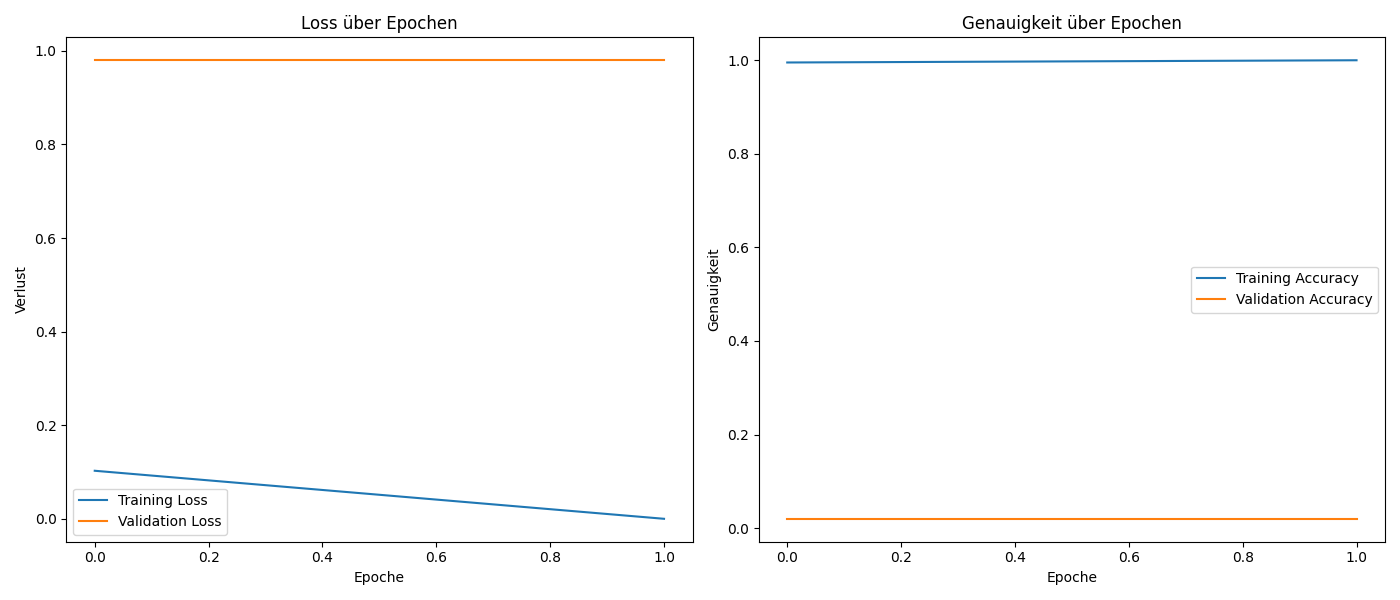 Loss über Epochen
1.0
0.8
0.6
0.4
0.2
0.0
Verlust
Training Loss
Validation Loss
0.0 0.2 0.4 0.6 0.8 1.0
Epoche
Genauigkeit über Epochen
1.0
0.8
0.6
0.4
0.2
0.0
Genauigkeit
Training Accuracy
Validation Accuracy
0.0 0.2 0.4 0.6 0.8 1.0
Epoche